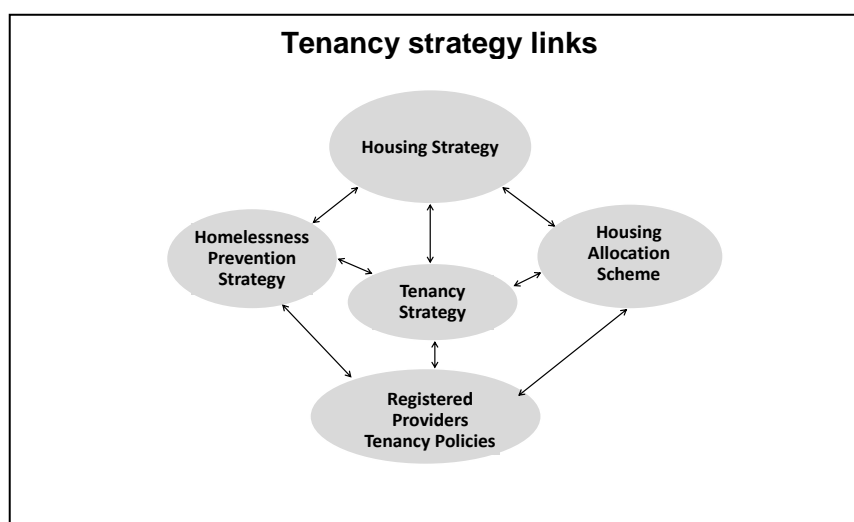 Tenancy strategy links
Housing Strategy
Homelessness
Prevention
Strategy
Housing
Allocation
Scheme
Tenancy
Strategy
Registered
Providers
Tenancy Policies